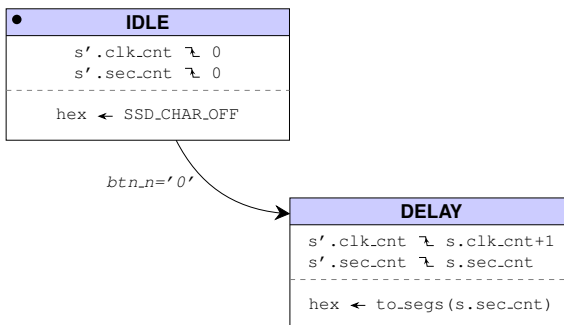 IDLE
s'.clk_cnt ↰ 0
s'.sec_cnt ↰ 0
hex ← SSD_CHAR_OFF
btn_n='0'
DELAY
s'.clk_cnt ↰ s.clk_cnt+1
s'.sec_cnt ↰ s.sec_cnt
hex ← to_segs(s.sec_cnt)